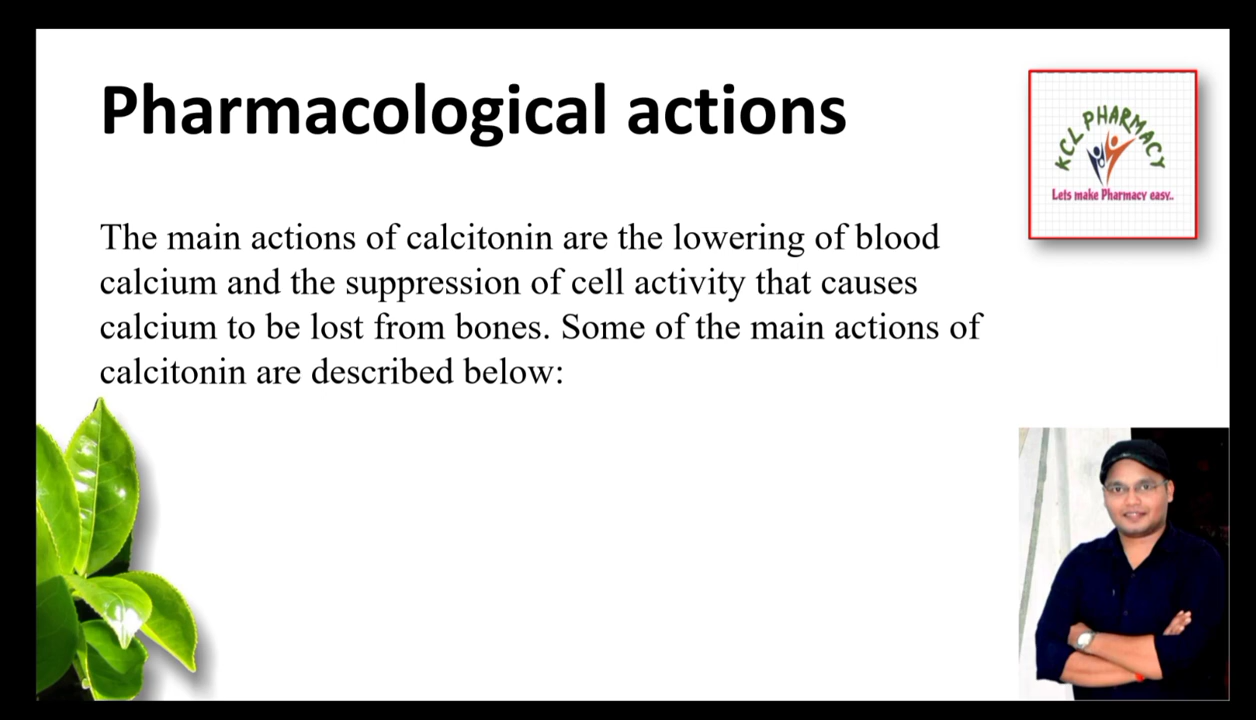 Pharmacological actions
KCL PHARMACY
Lets make Pharmacy easy..
The main actions of calcitonin are the lowering of blood
calcium and the suppression of cell activity that causes
calcium to be lost from bones. Some of the main actions of
calcitonin are described below: